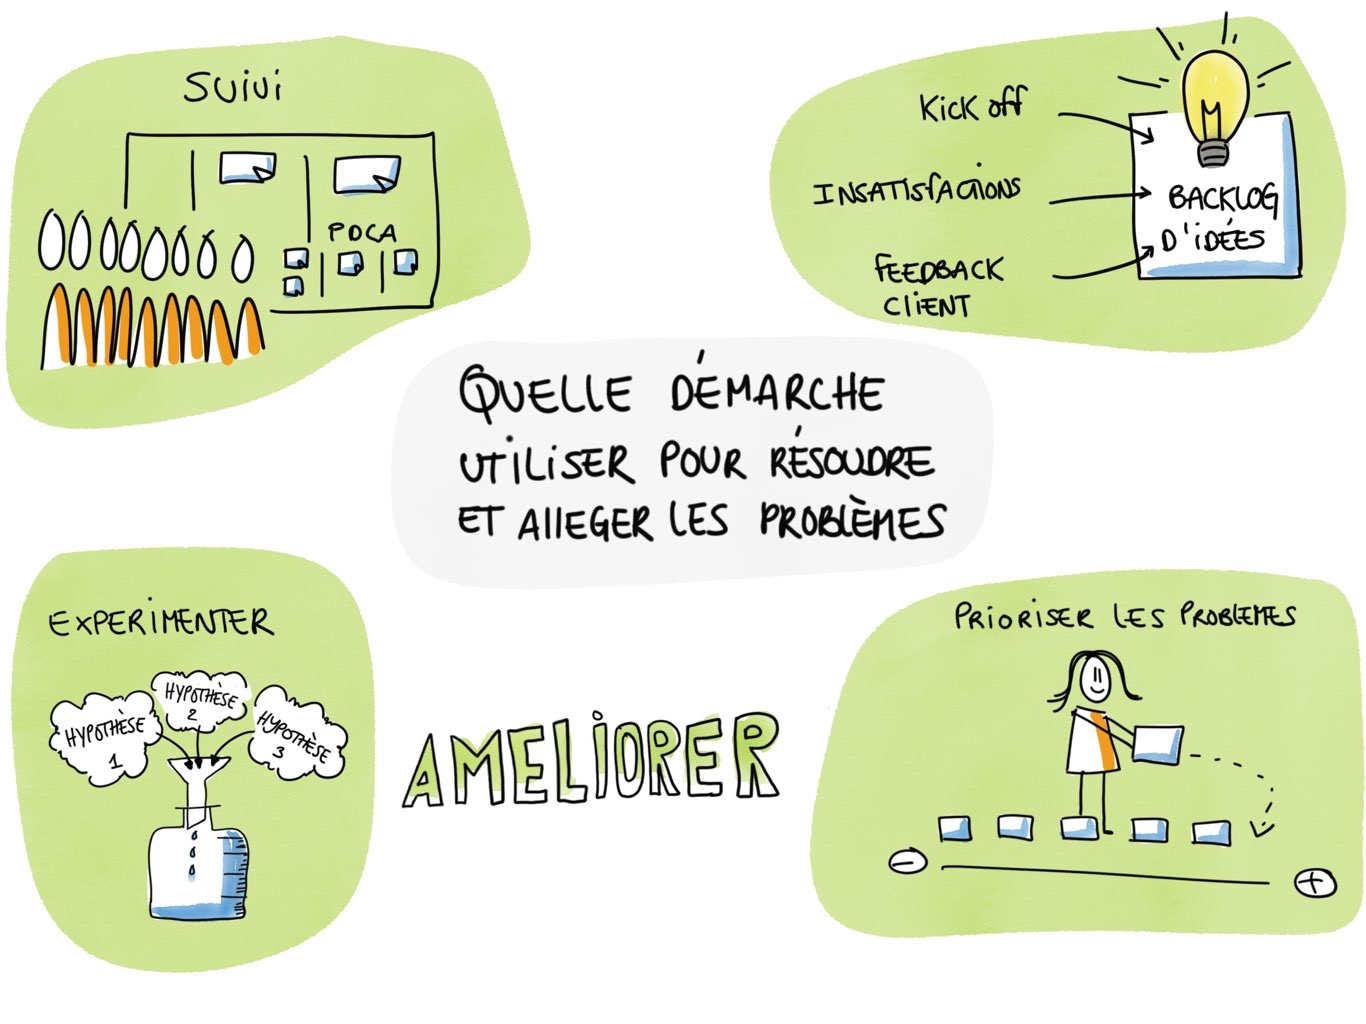 Suivi
PDCA
Kick off
INSATISfACTIONS
fEEDBACK
CLiENT
BACKLOG
D'iDÉES
QUELLE DÉMARCHE
UTiLiSER POUR RÉSOUDRE
ET AllEGER LES PROBLÈMES
EXPERiMENTER
HYPOTHÈSE
1
HYPOTHÈSE
2
HYPOTHÈSE
3
AMELiORER
PRiORiSER LES PROBLEMES
-
+